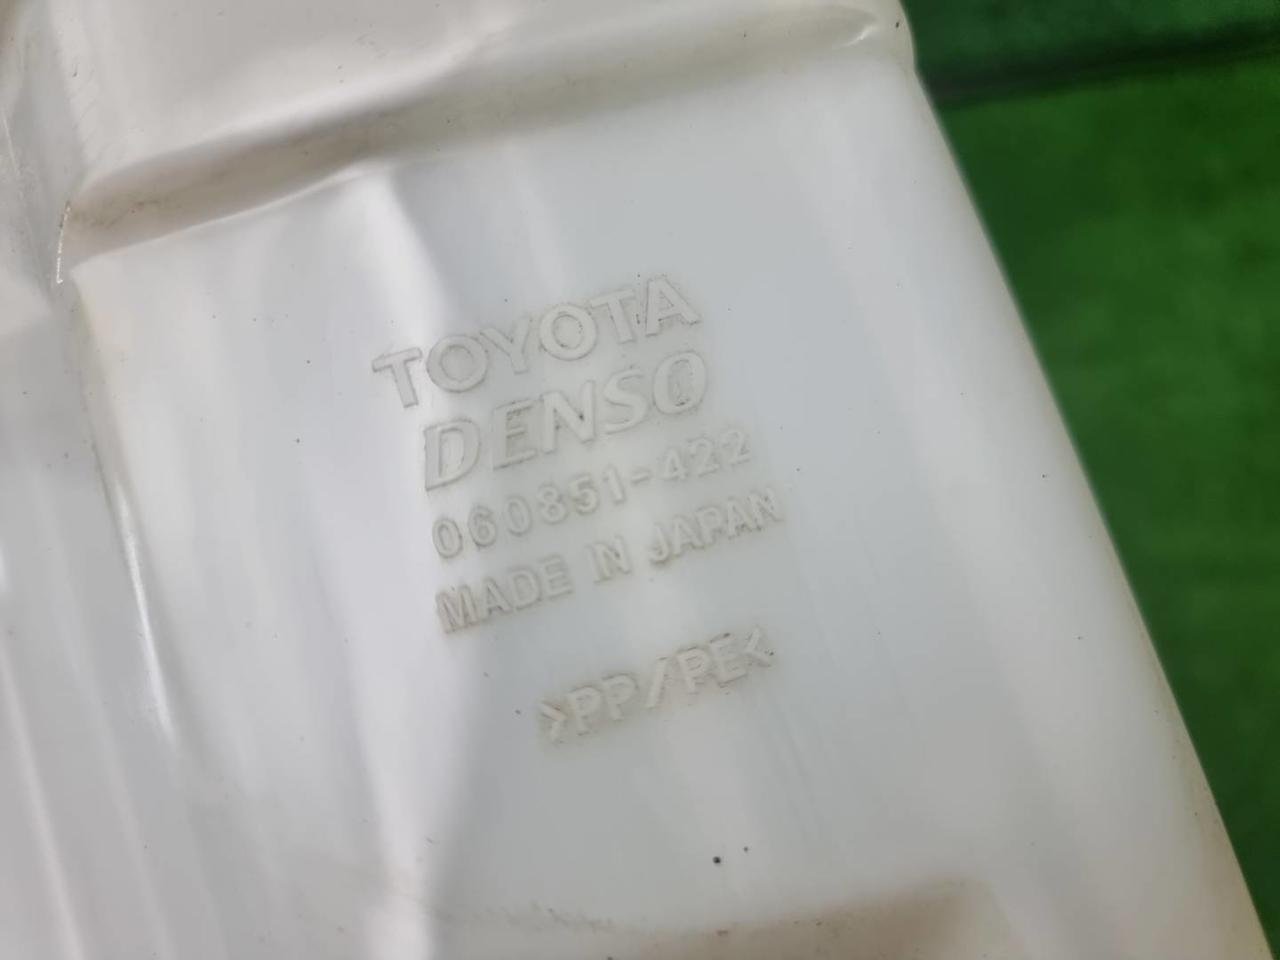 TOYOTA
DENSO
060851-422
MADE IN JAPAN
>PP/PE<